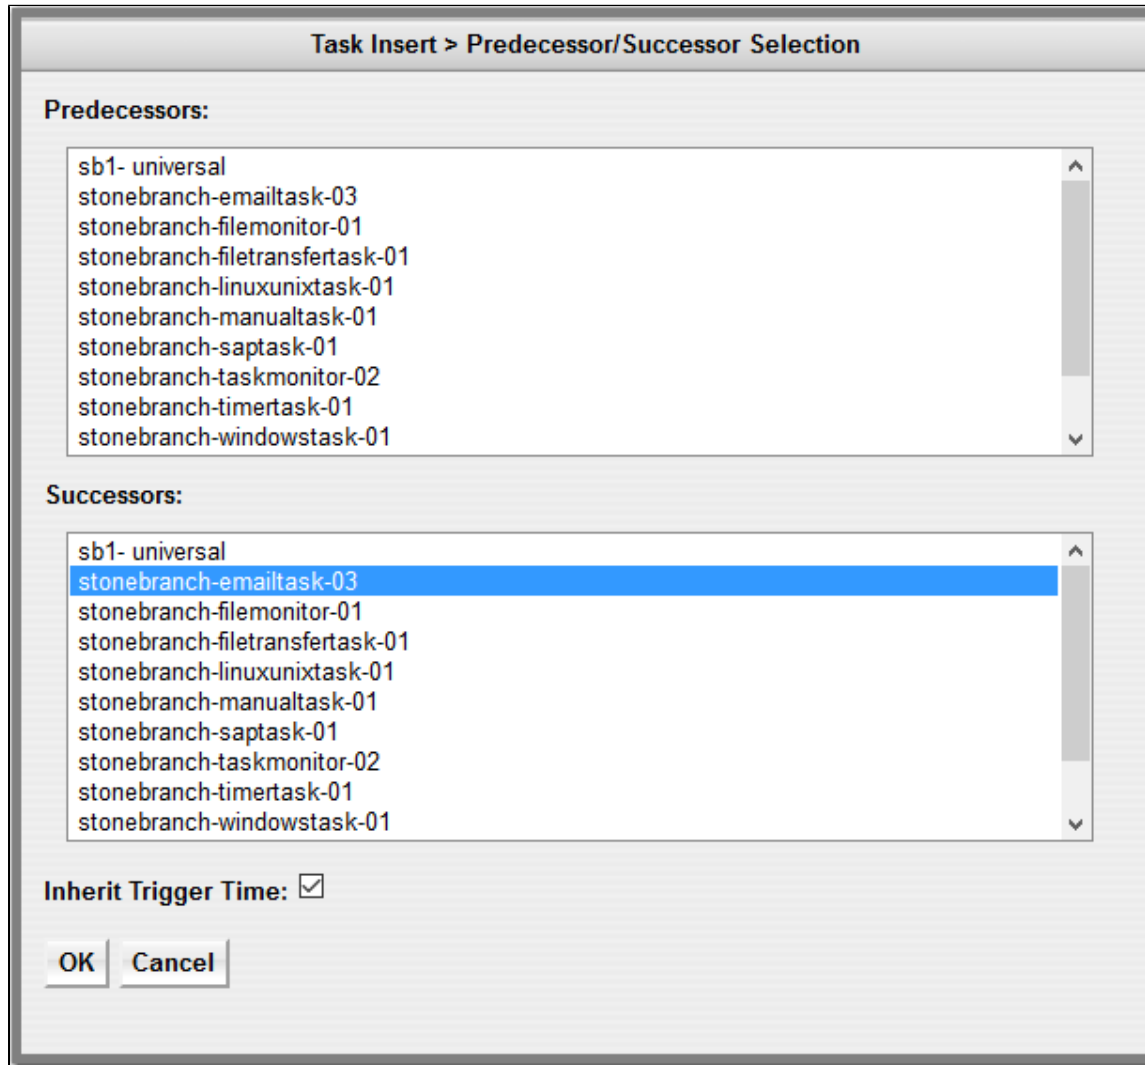 Task Insert > Predecessor/Successor Selection
Predecessors:
sb1- universal
stonebranch-emailtask-03
stonebranch-filemonitor-01
stonebranch-filetransfertask-01
stonebranch-linuxunixtask-01
stonebranch-manualtask-01
stonebranch-saptask-01
stonebranch-taskmonitor-02
stonebranch-timertask-01
stonebranch-windowstask-01
Successors:
sb1- universal
stonebranch-emailtask-03
stonebranch-filemonitor-01
stonebranch-filetransfertask-01
stonebranch-linuxunixtask-01
stonebranch-manualtask-01
stonebranch-saptask-01
stonebranch-taskmonitor-02
stonebranch-timertask-01
stonebranch-windowstask-01
Inherit Trigger Time:
OK Cancel